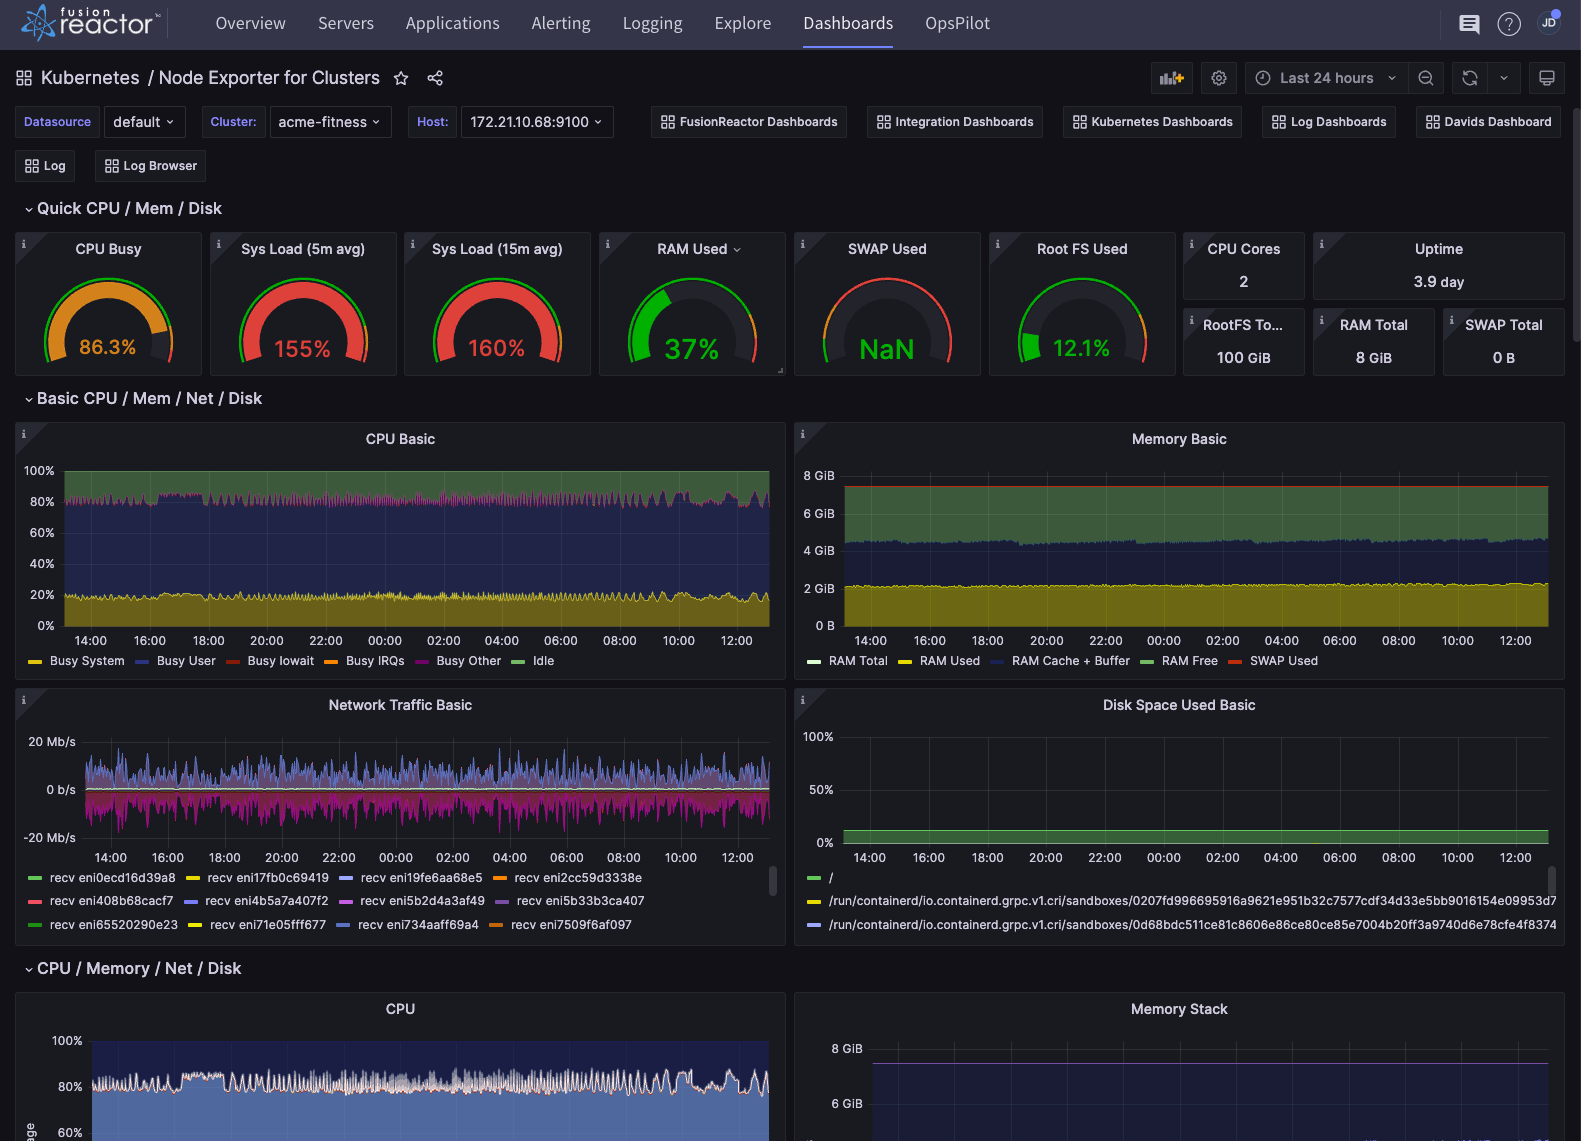 fusion
reactor™
Overview Servers Applications Alerting Logging Explore Dashboards OpsPilot
? JD
Kubernetes / Node Exporter for Clusters
Last 24 hours
Datasource default Cluster: acme-fitness Host: 172.21.10.68:9100 FusionReactor Dashboards Integration Dashboards Kubernetes Dashboards Log Dashboards Davids Dashboard
Log Log Browser
Quick CPU / Mem / Disk
CPU Busy
86.3%
Sys Load (5m avg)
155%
Sys Load (15m avg)
160%
RAM Used
37%
SWAP Used
NaN
Root FS Used
12.1%
CPU Cores
2
Uptime
3.9 day
RootFS To...
100 GiB
RAM Total
8 GiB
SWAP Total
0 B
Basic CPU / Mem / Net / Disk
CPU Basic
100%
80%
60%
40%
20%
0%
14:00 16:00 18:00 20:00 22:00 00:00 02:00 04:00 06:00 08:00 10:00 12:00
Busy System Busy User Busy Iowait Busy IRQs Busy Other Idle
Memory Basic
8 GiB
6 GiB
4 GiB
2 GiB
0 B
14:00 16:00 18:00 20:00 22:00 00:00 02:00 04:00 06:00 08:00 10:00 12:00
RAM Total RAM Used RAM Cache + Buffer RAM Free SWAP Used
Network Traffic Basic
20 Mb/s
0 b/s
-20 Mb/s
14:00 16:00 18:00 20:00 22:00 00:00 02:00 04:00 06:00 08:00 10:00 12:00
recv eni0ecd16d39a8 recv eni17fb0c69419 recv eni19fe6aa68e5 recv eni2cc59d3338e
recv eni408b68cacf7 recv eni4b5a7a407f2 recv eni5b2d4a3af49 recv eni5b33b3ca407
recv eni65520290e23 recv eni71e05fff677 recv eni734aaff69a4 recv eni7509f6af097
Disk Space Used Basic
100%
50%
0%
14:00 16:00 18:00 20:00 22:00 00:00 02:00 04:00 06:00 08:00 10:00 12:00
/
/run/containerd/io.containerd.grpc.v1.cri/sandboxes/0207fd996695916a9621e951b32c7577cdf34d33e5bb9016154e09953d7
/run/containerd/io.containerd.grpc.v1.cri/sandboxes/0d68bdc511ce81c8606e86ce80ce85e7004b20ff3a9740d6e78cfe4f8374
CPU / Memory / Net / Disk
CPU
100%
80%
60%
Memory Stack
8 GiB
6 GiB